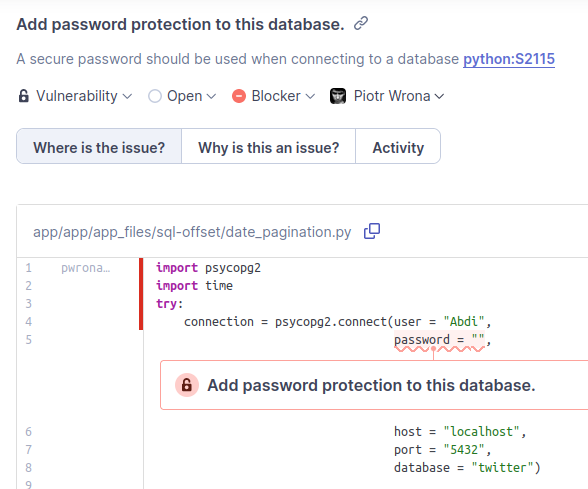 Add password protection to this database.
A secure password should be used when connecting to a database python:S2115
Vulnerability Open Blocker Piotr Wrona
Where is the issue? Why is this an issue? Activity
app/app/app_files/sql-offset/date_pagination.py
1 pwrona… import psycopg2
2 import time
3 try:
4 connection = psycopg2.connect(user = "Abdi",
5 password = "",
Add password protection to this database.
6 host = "localhost",
7 port = "5432",
8 database = "twitter")
9